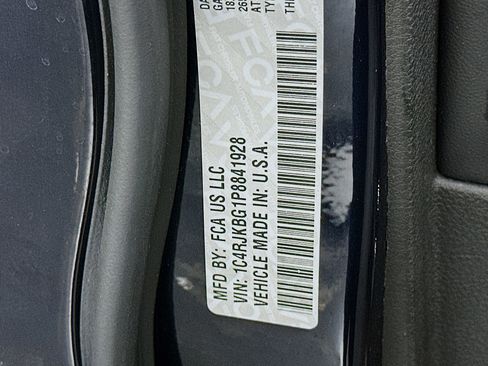 MFD BY: FCA US LLC
VIN: 1C4RJKBG1P8841928
VEHICLE MADE IN: U.S.A.